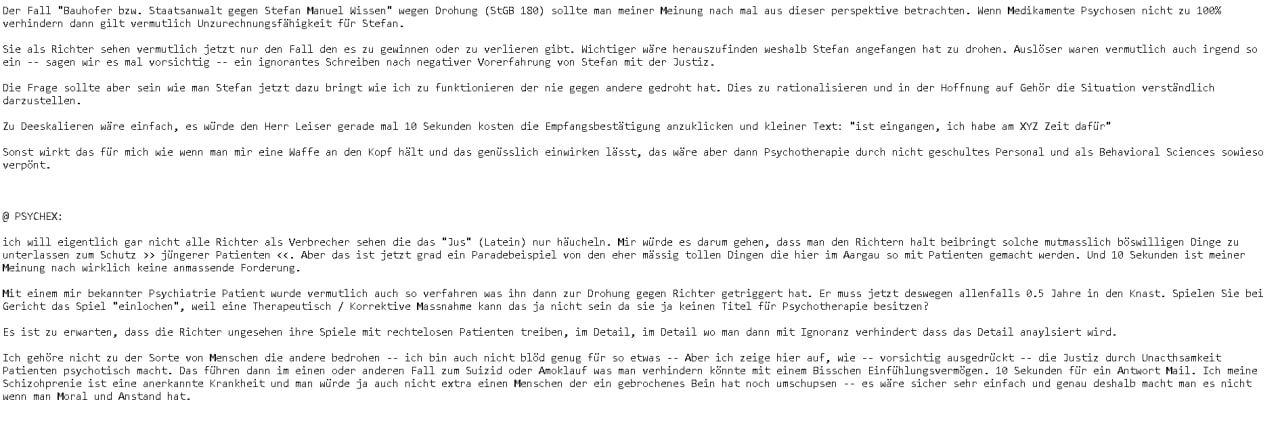 Der Fall "Bauhofer bzw. Staatsanwalt gegen Stefan Manuel Wissen" wegen Drohung (StGB 180) sollte man meiner Meinung nach mal aus dieser perspektive betrachten. Wenn Medikamente Psychosen nicht zu 100%
verhindern dann gilt vermutlich Unzurechnungsfähigkeit für Stefan.
Sie als Richter sehen vermutlich jetzt nur den Fall den es zu gewinnen oder zu verlieren gibt. Wichtiger wäre herauszufinden weshalb Stefan angefangen hat zu drohen. Auslöser waren vermutlich auch irgend so
ein -- sagen wir es mal vorsichtig -- ein ignorantes Schreiben nach negativer Vorerfahrung von Stefan mit der Justiz.
Die Frage sollte aber sein wie man Stefan jetzt dazu bringt wie ich zu funktionieren der nie gegen andere gedroht hat. Dies zu rationalisieren und in der Hoffnung auf Gehör die Situation verständlich
darzustellen.
Zu Deeskalieren wäre einfach, es würde den Herr Leiser gerade mal 10 Sekunden kosten die Empfangsbestätigung anzuklicken und kleiner Text: "ist eingangen, ich habe am XYZ Zeit dafür"
Sonst wirkt das für mich wie wenn man mir eine Waffe an den Kopf hält und das genüsslich einwirken lässt, das wäre aber dann Psychotherapie durch nicht geschultes Personal und als Behavioral Sciences sowieso
verpönt.
@ PSYCHEX:
ich will eigentlich gar nicht alle Richter als Verbrecher sehen die das "Jus" (Latein) nur häucheln. Mir würde es darum gehen, dass man den Richtern halt beibringt solche mutmasslich böswilligen Dinge zu
unterlassen zum Schutz >> jüngerer Patienten <<. Aber das ist jetzt grad ein Paradebeispiel von den eher mässig tollen Dingen die hier im Aargau so mit Patienten gemacht werden. Und 10 Sekunden ist meiner
Meinung nach wirklich keine anmassende Forderung.
Mit einem mir bekannter Psychiatrie Patient wurde vermutlich auch so verfahren was ihn dann zur Drohung gegen Richter getriggert hat. Er muss jetzt deswegen allenfalls 0.5 Jahre in den Knast. Spielen Sie bei
Gericht das Spiel "einlochen", weil eine Therapeutisch / Korrektive Massnahme kann das ja nicht sein da sie ja keinen Titel für Psychotherapie besitzen?
Es ist zu erwarten, dass die Richter ungesehen ihre Spiele mit rechtelosen Patienten treiben, im Detail, im Detail wo man dann mit Ignoranz verhindert dass das Detail anaylsiert wird.
Ich gehöre nicht zu der Sorte von Menschen die andere bedrohen -- ich bin auch nicht blöd genug für so etwas -- Aber ich zeige hier auf, wie -- vorsichtig ausgedrückt -- die Justiz durch Unacthsamkeit
Patienten psychotisch macht. Das führen dann im einen oder anderen Fall zum Suizid oder Amoklauf was man verhindern könnte mit einem Bisschen Einfühlungsvermögen. 10 Sekunden für ein Antwort Mail. Ich meine
Schizohprenie ist eine anerkannte Krankheit und man würde ja auch nicht extra einen Menschen der ein gebrochenes Bein hat noch umschupsen -- es wäre sicher sehr einfach und genau deshalb macht man es nicht
wenn man Moral und Anstand hat.